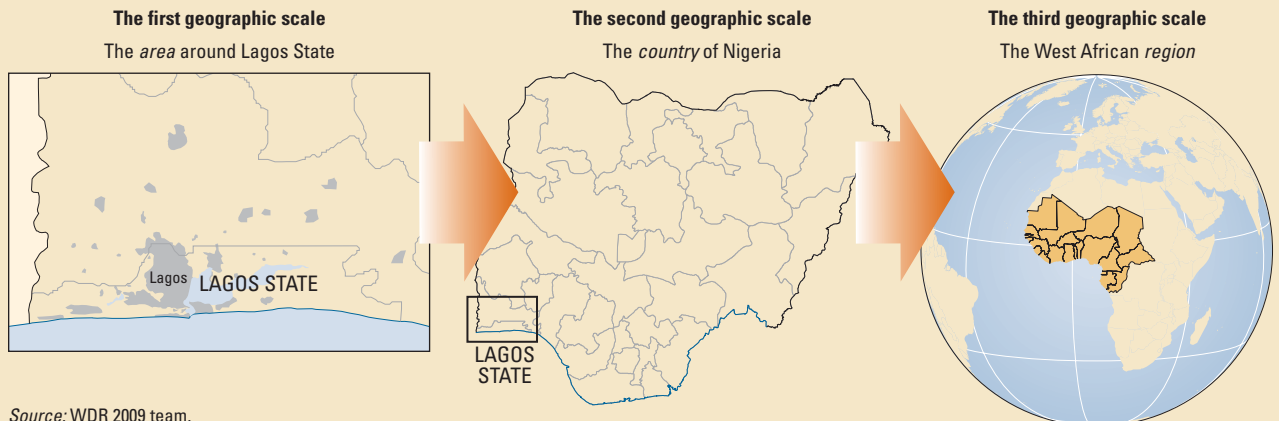 The first geographic scale
The area around Lagos State
Lagos
LAGOS STATE
The second geographic scale
The country of Nigeria
LAGOS
STATE
The third geographic scale
The West African region
Source: WDR 2009 team.